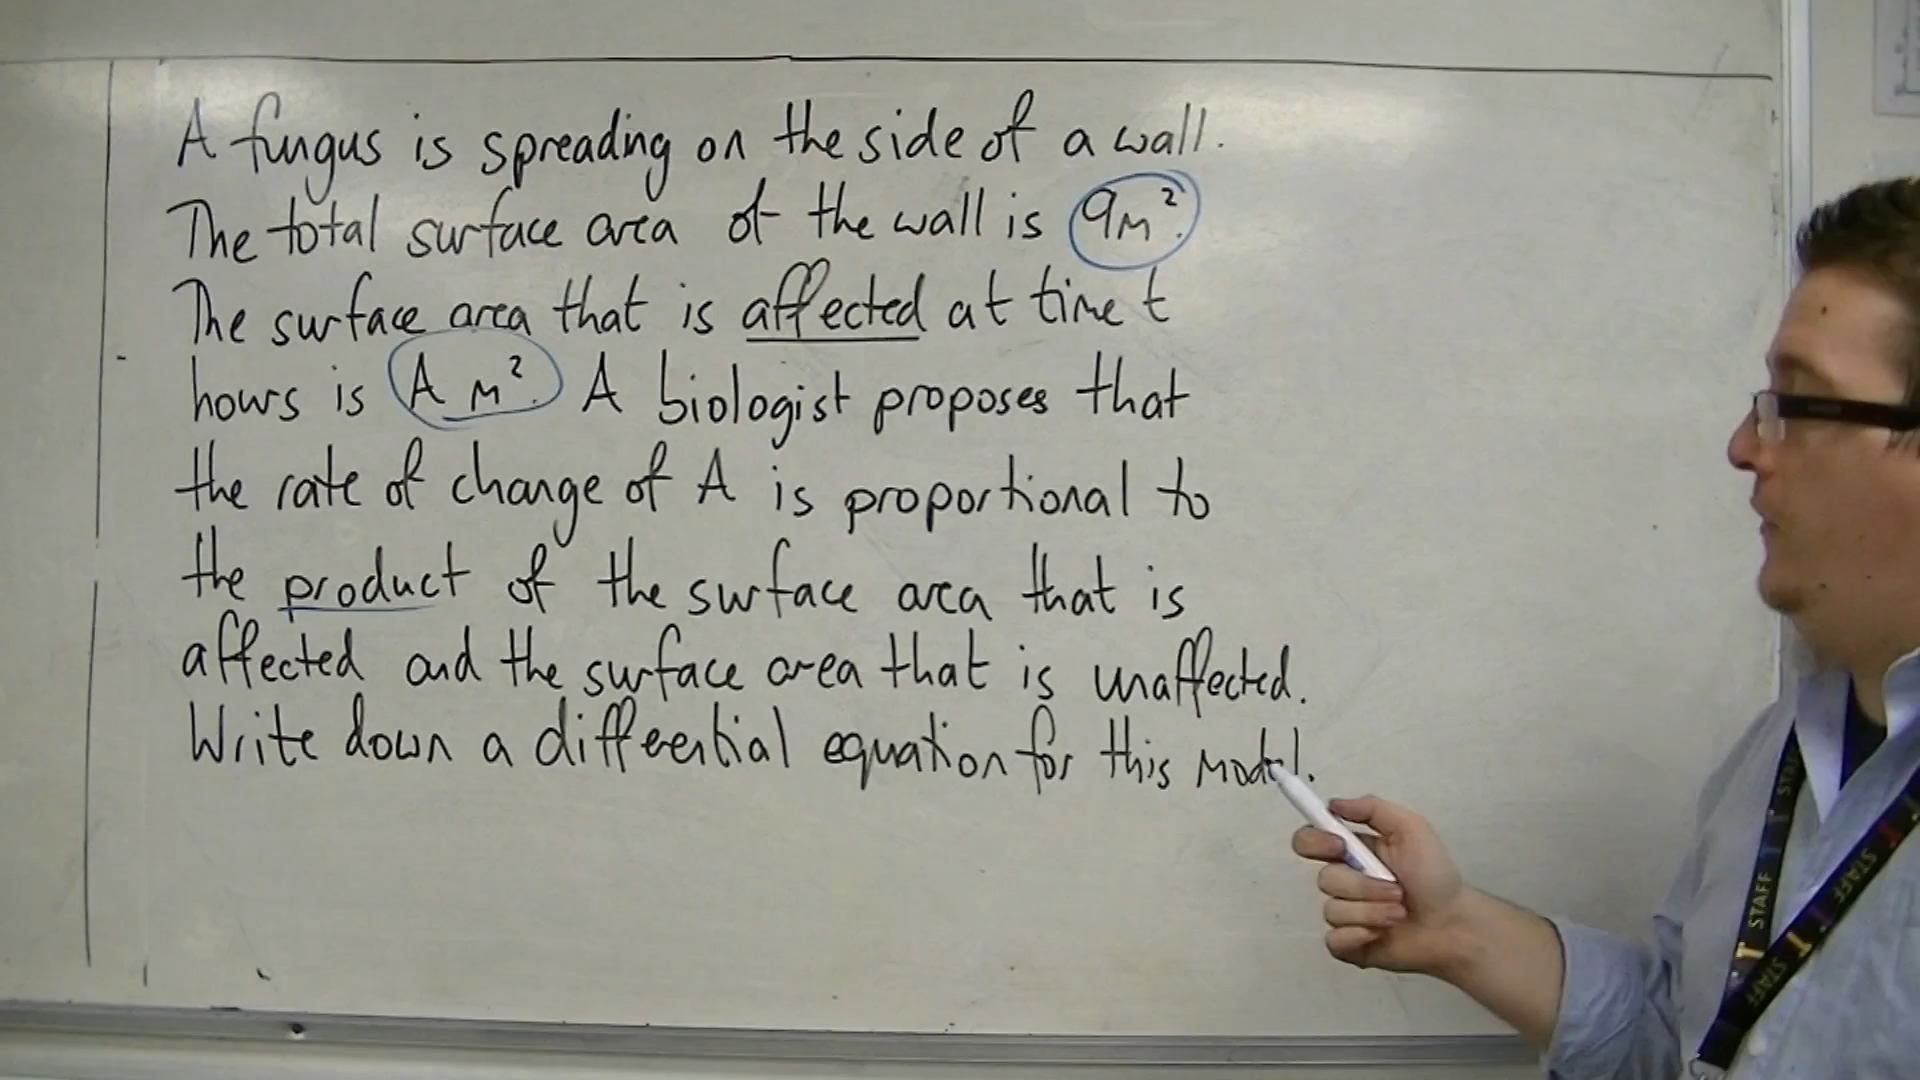 A fungus is spreading on the side of a wall.
The total surface area of the wall is 9m².
The surface area that is affected at time t
hours is A m². A biologist proposes that
the rate of change of A is proportional to
the product of the surface area that is
affected and the surface area that is unaffected.
Write down a differential equation for this model.
STAFF
STAFF
STAFF